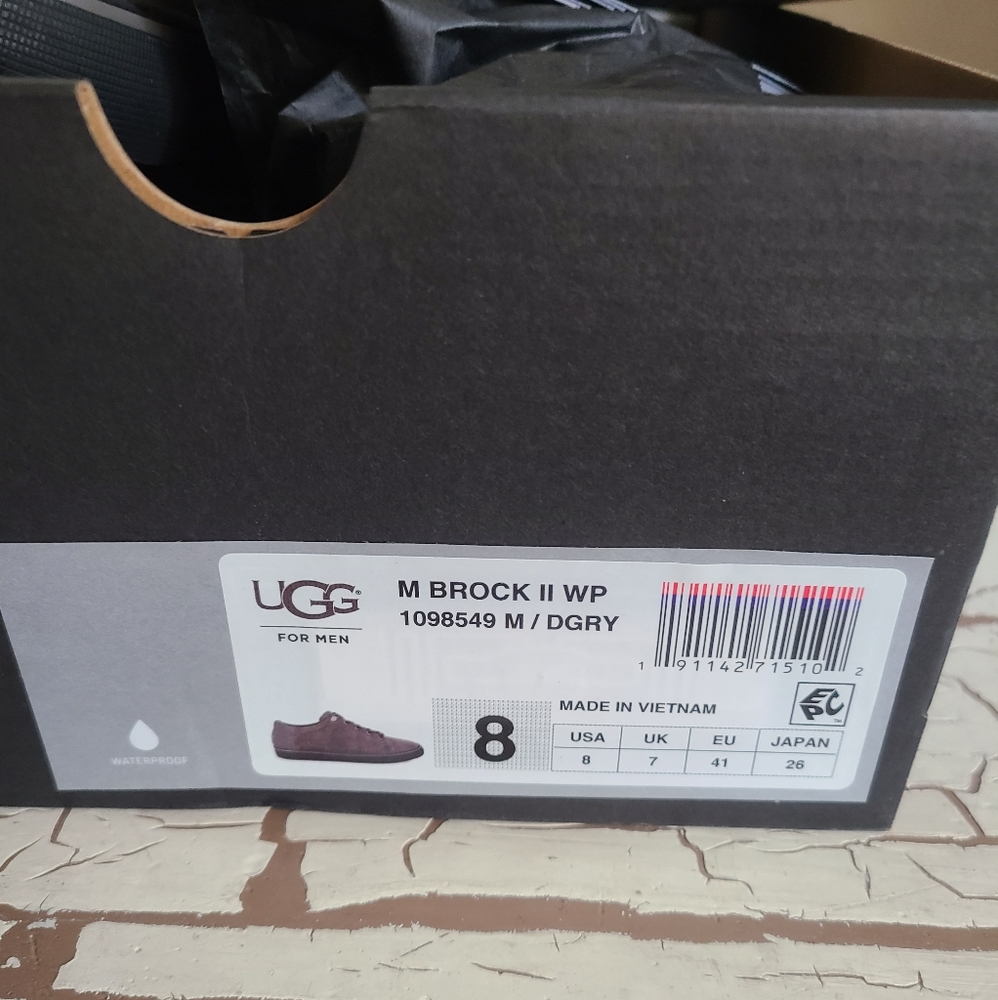 UGG®
FOR MEN
M BROCK II WP
1098549 M / DGRY
1 91142 71510 2
EPC™
MADE IN VIETNAM
8
USA UK EU JAPAN
8 7 41 26
WATERPROOF